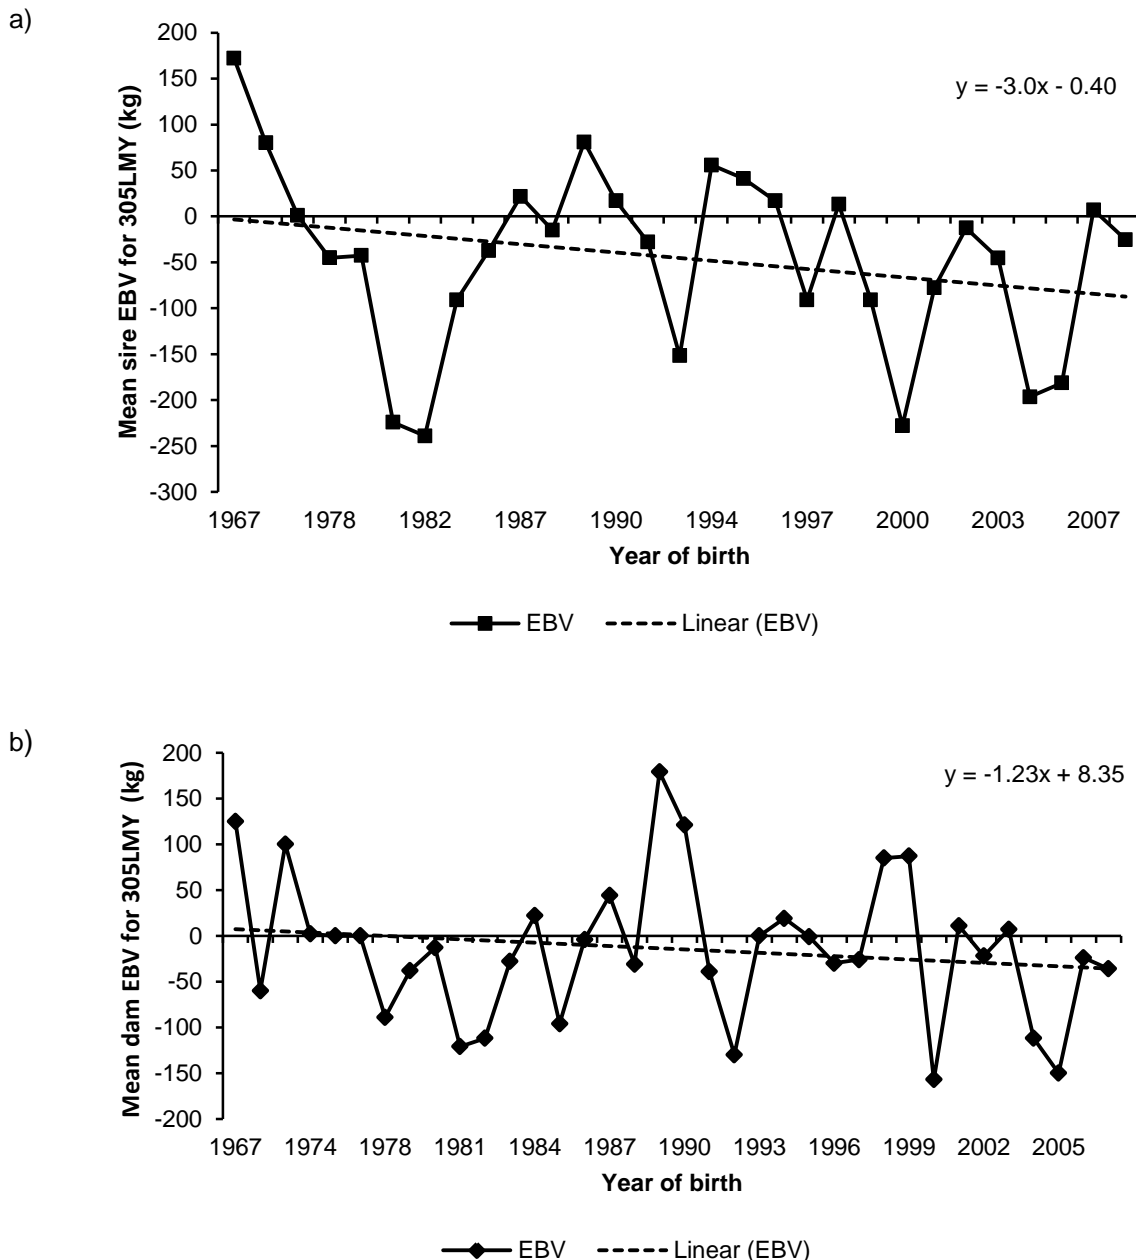 a)
200
150
100
50
0
-50
-100
-150
-200
-250
-300
Mean sire EBV for 305LMY (kg)
y = -3.0x - 0.40
1967 1978 1982 1987 1990 1994 1997 2000 2003 2007
Year of birth
EBV Linear (EBV)
b)
200
150
100
50
0
-50
-100
-150
-200
Mean dam EBV for 305LMY (kg)
y = -1.23x + 8.35
1967 1974 1978 1981 1984 1987 1990 1993 1996 1999 2002 2005
Year of birth
EBV Linear (EBV)